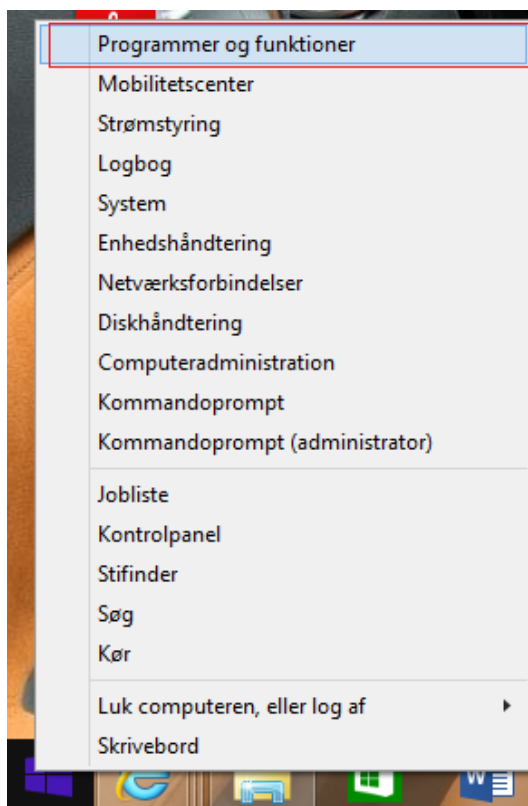 Programmer og funktioner
Mobilitetscenter
Strømstyring
Logbog
System
Enhedshåndtering
Netværksforbindelser
Diskhåndtering
Computeradministration
Kommandoprompt
Kommandoprompt (administrator)
Jobliste
Kontrolpanel
Stifinder
Søg
Kør
Luk computeren, eller log af
Skrivebord